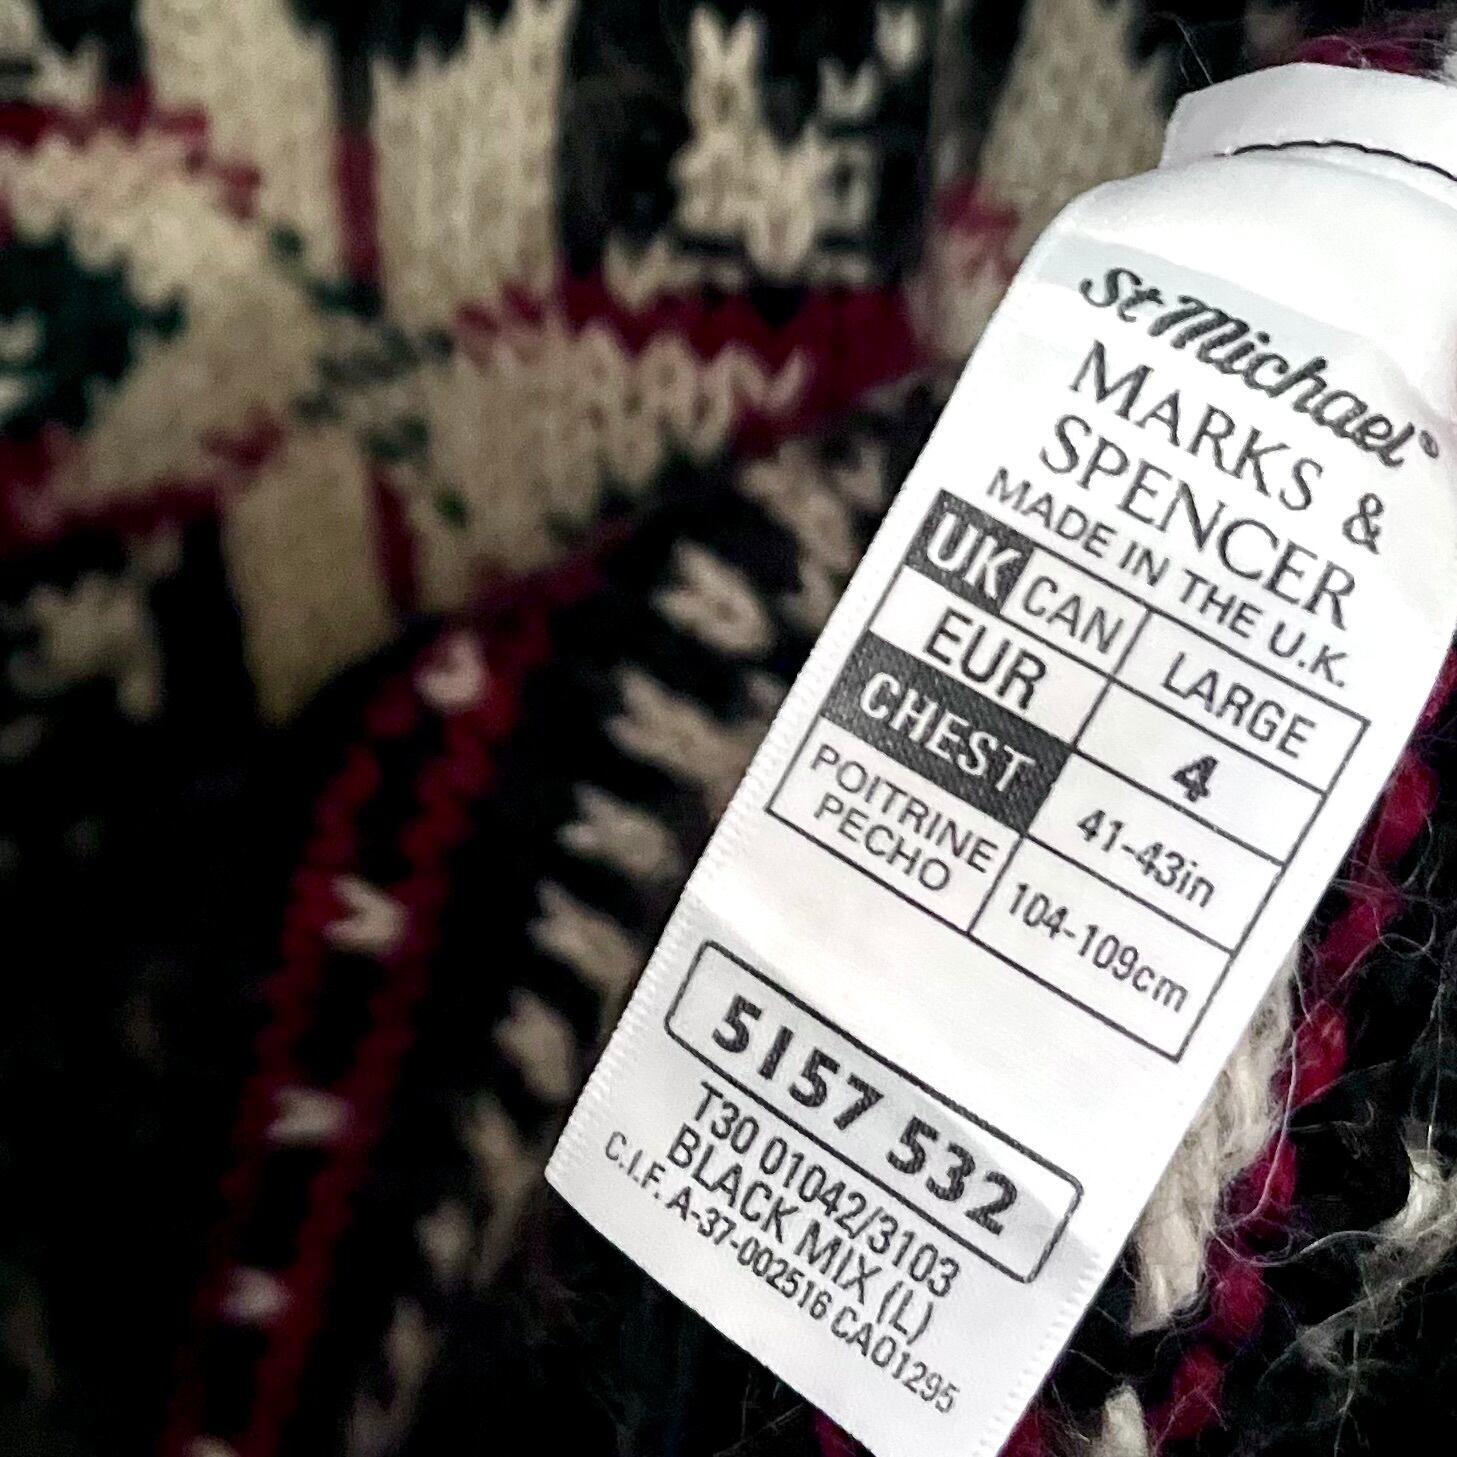 St Michael®
MARKS &
SPENCER
MADE IN THE U.K.
UK CAN LARGE
EUR 4
CHEST 41-43in
POITRINE
PECHO 104-109cm
5157 532
T30 01042/3103
BLACK MIX (L)
C.I.F. A-37-002516 CA01295